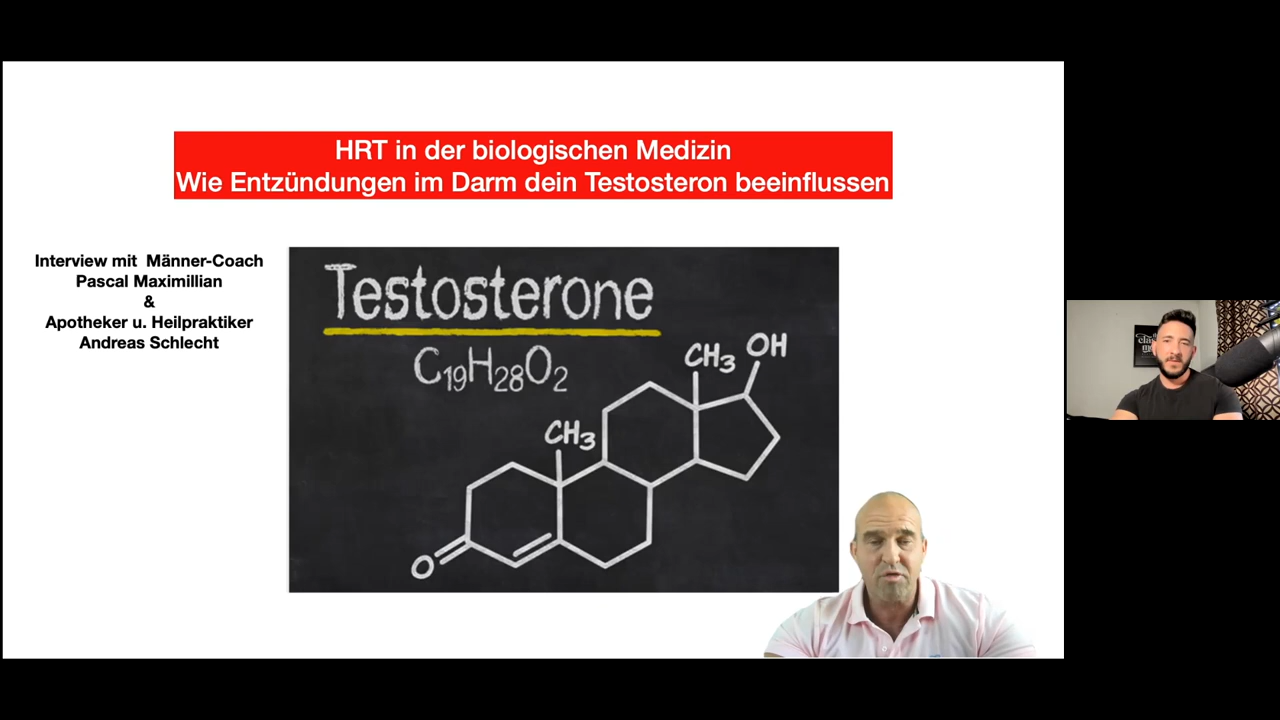 HRT in der biologischen Medizin
Wie Entzündungen im Darm dein Testosteron beeinflussen
Interview mit Männer-Coach
Pascal Maximillian
&
Apotheker u. Heilpraktiker
Andreas Schlecht
Testosterone
C19H28O2
CH3
OH
CH3
O